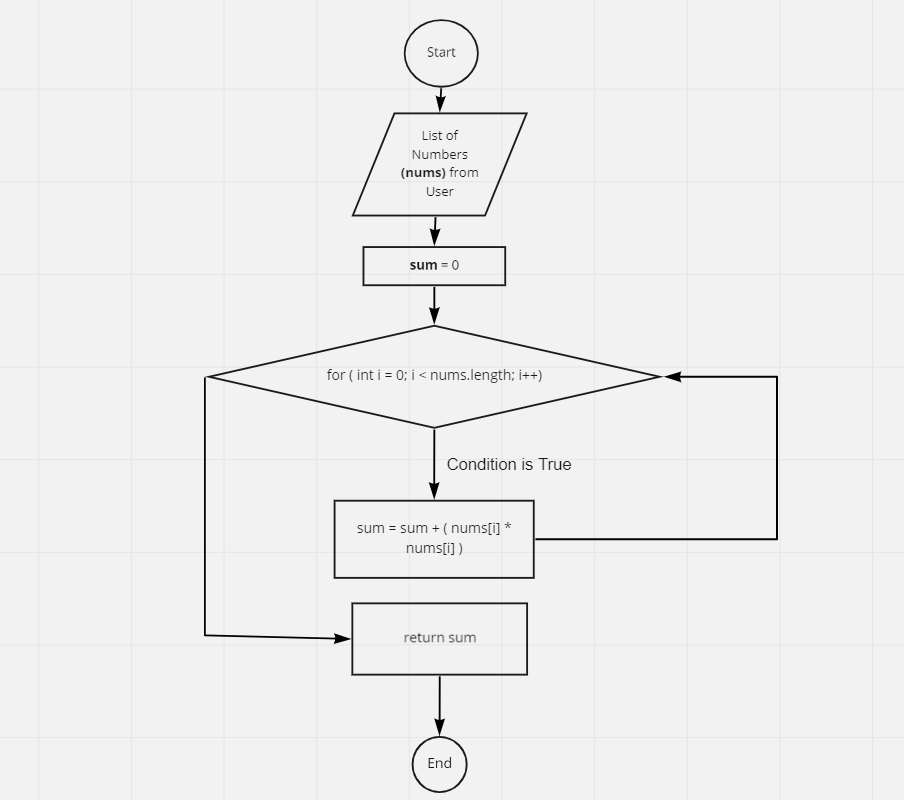 Start
List of
Numbers
(nums) from
User
sum = 0
for ( int i = 0; i < nums.length; i++)
Condition is True
sum = sum + ( nums[i] *
nums[i] )
return sum
End